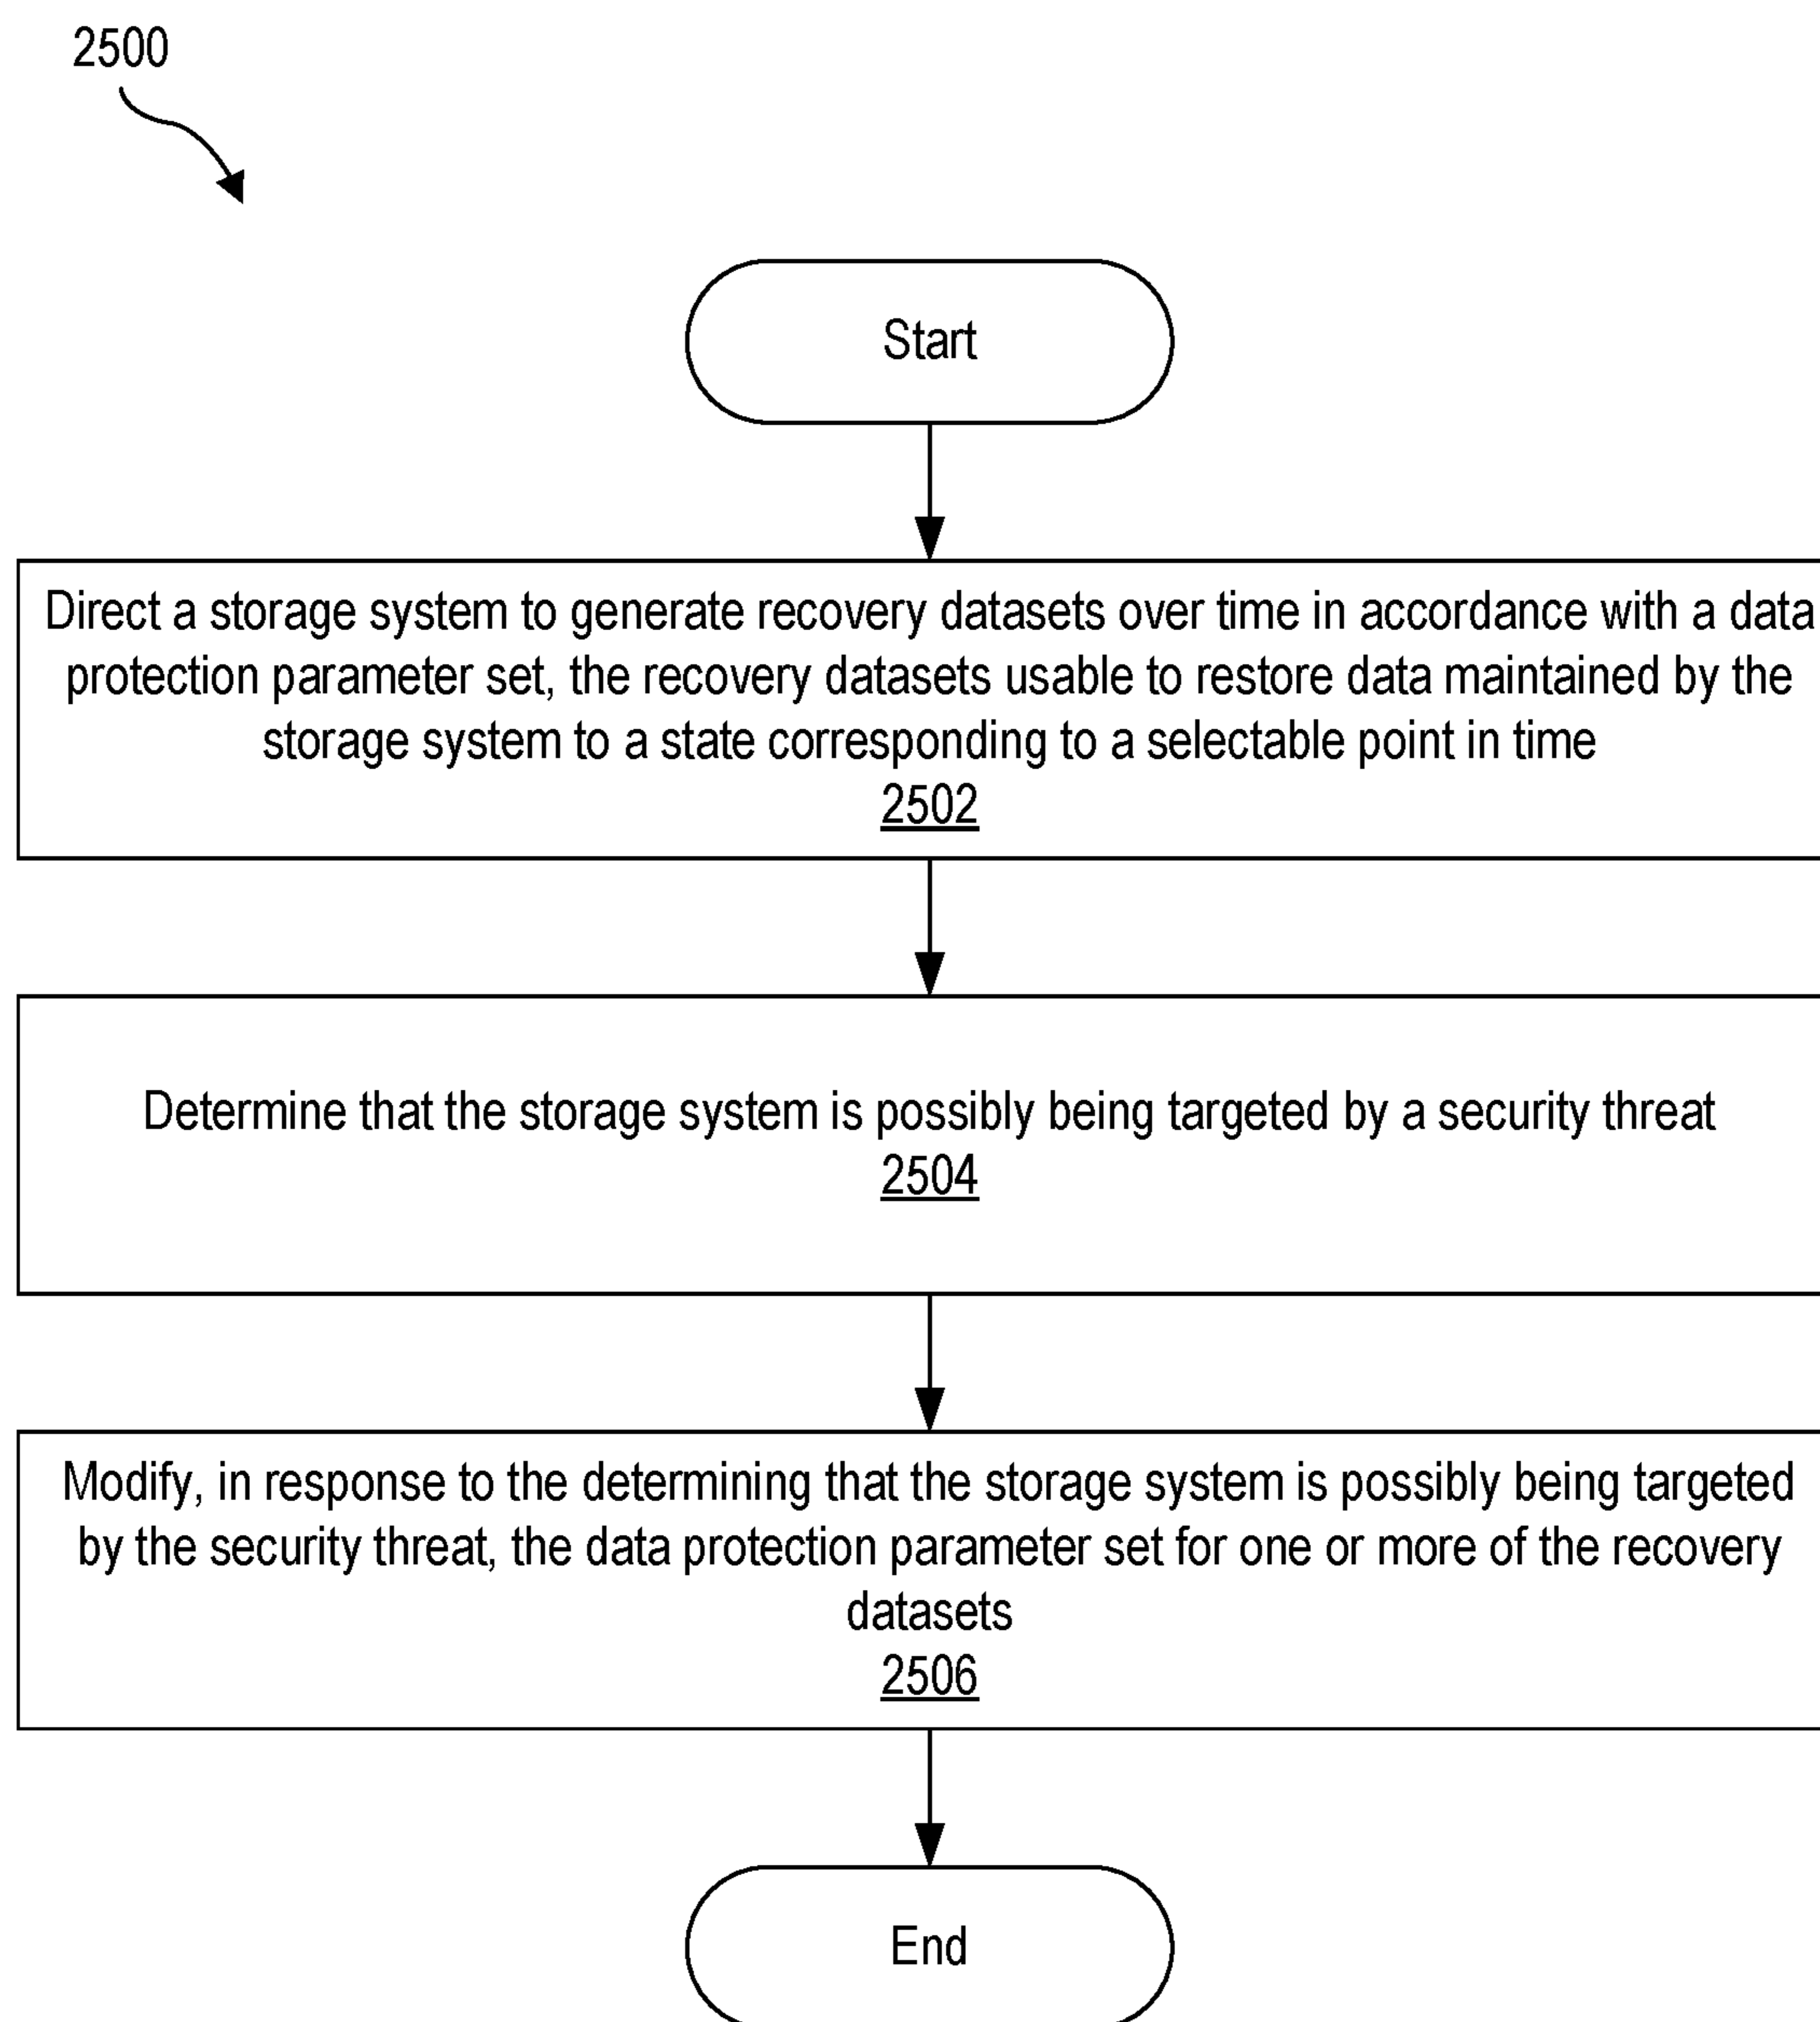 2500
Start
Direct a storage system to generate recovery datasets over time in accordance with a data
protection parameter set, the recovery datasets usable to restore data maintained by the
storage system to a state corresponding to a selectable point in time
2502
Determine that the storage system is possibly being targeted by a security threat
2504
Modify, in response to the determining that the storage system is possibly being targeted
by the security threat, the data protection parameter set for one or more of the recovery
datasets
2506
End